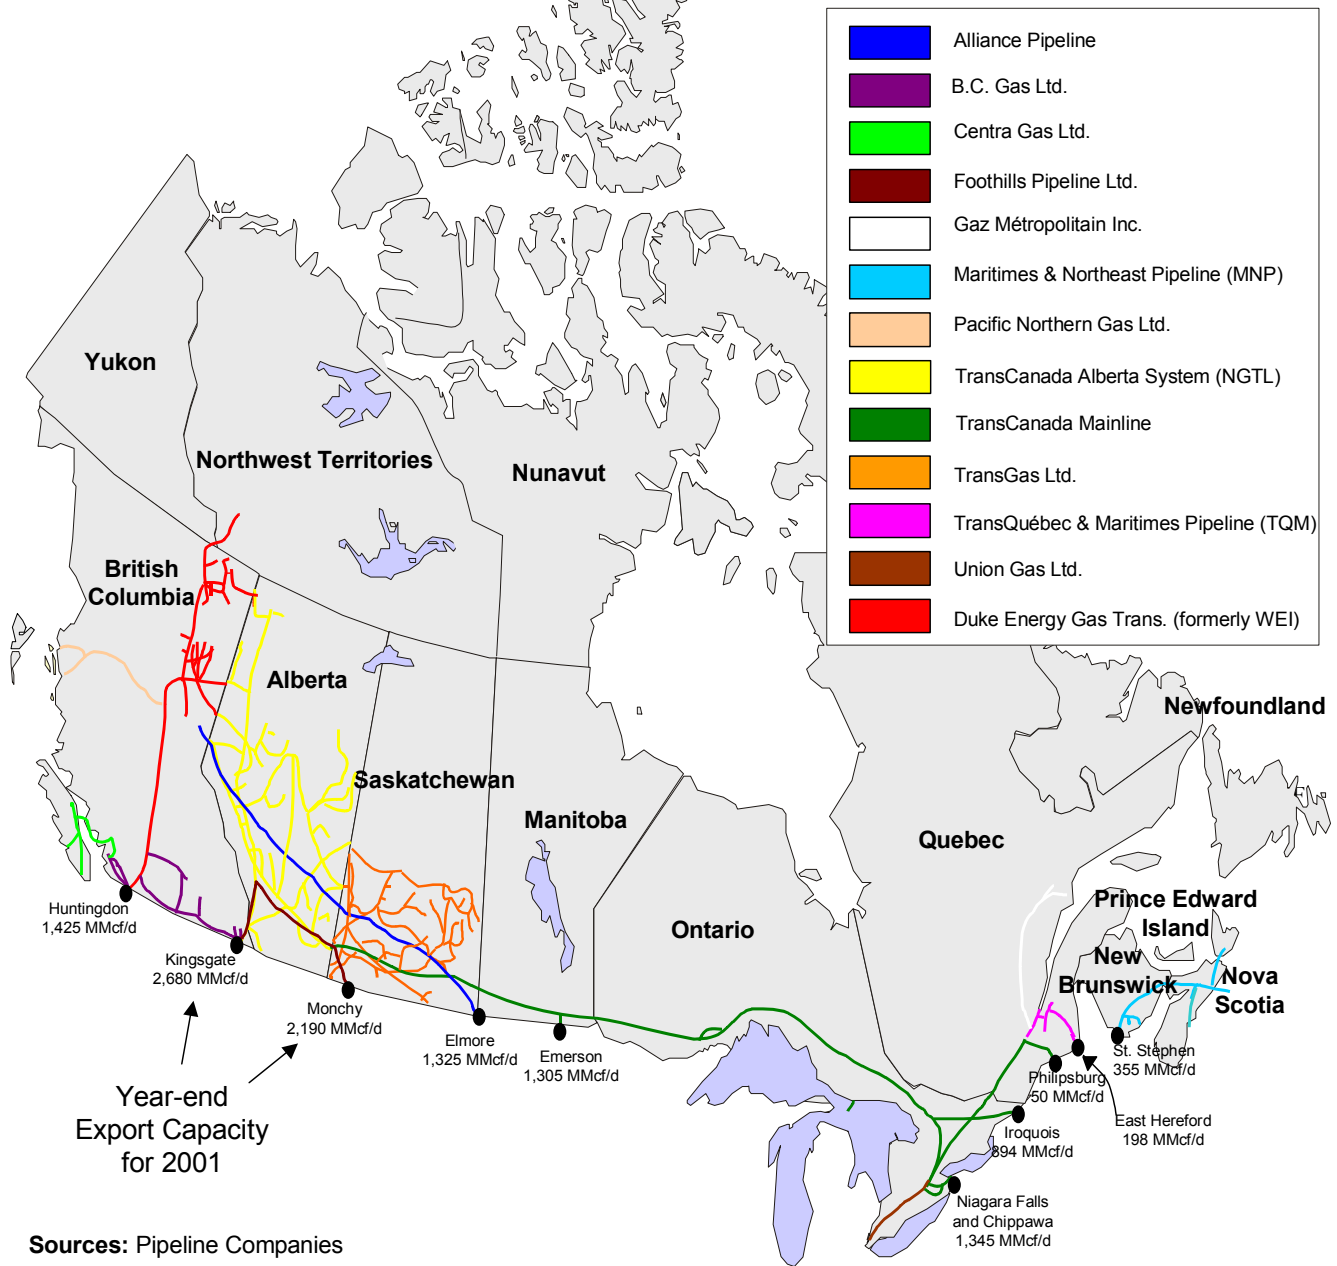 Alliance Pipeline
B.C. Gas Ltd.
Centra Gas Ltd.
Foothills Pipeline Ltd.
Gaz Métropolitain Inc.
Maritimes & Northeast Pipeline (MNP)
Pacific Northern Gas Ltd.
TransCanada Alberta System (NGTL)
TransCanada Mainline
TransGas Ltd.
TransQuébec & Maritimes Pipeline (TQM)
Union Gas Ltd.
Duke Energy Gas Trans. (formerly WEI)
Yukon
Northwest Territories
Nunavut
British
Columbia
Alberta
Saskatchewan
Manitoba
Ontario
Quebec
Newfoundland
Prince Edward
Island
New
Brunswick
Nova
Scotia
Huntingdon
1,425 MMcf/d
Kingsgate
2,680 MMcf/d
Monchy
2,190 MMcf/d
Elmore
1,325 MMcf/d
Emerson
1,305 MMcf/d
St. Stephen
355 MMcf/d
Philipsburg
50 MMcf/d
East Hereford
198 MMcf/d
Iroquois
894 MMcf/d
Niagara Falls
and Chippawa
1,345 MMcf/d
Year-end
Export Capacity
for 2001
Sources: Pipeline Companies